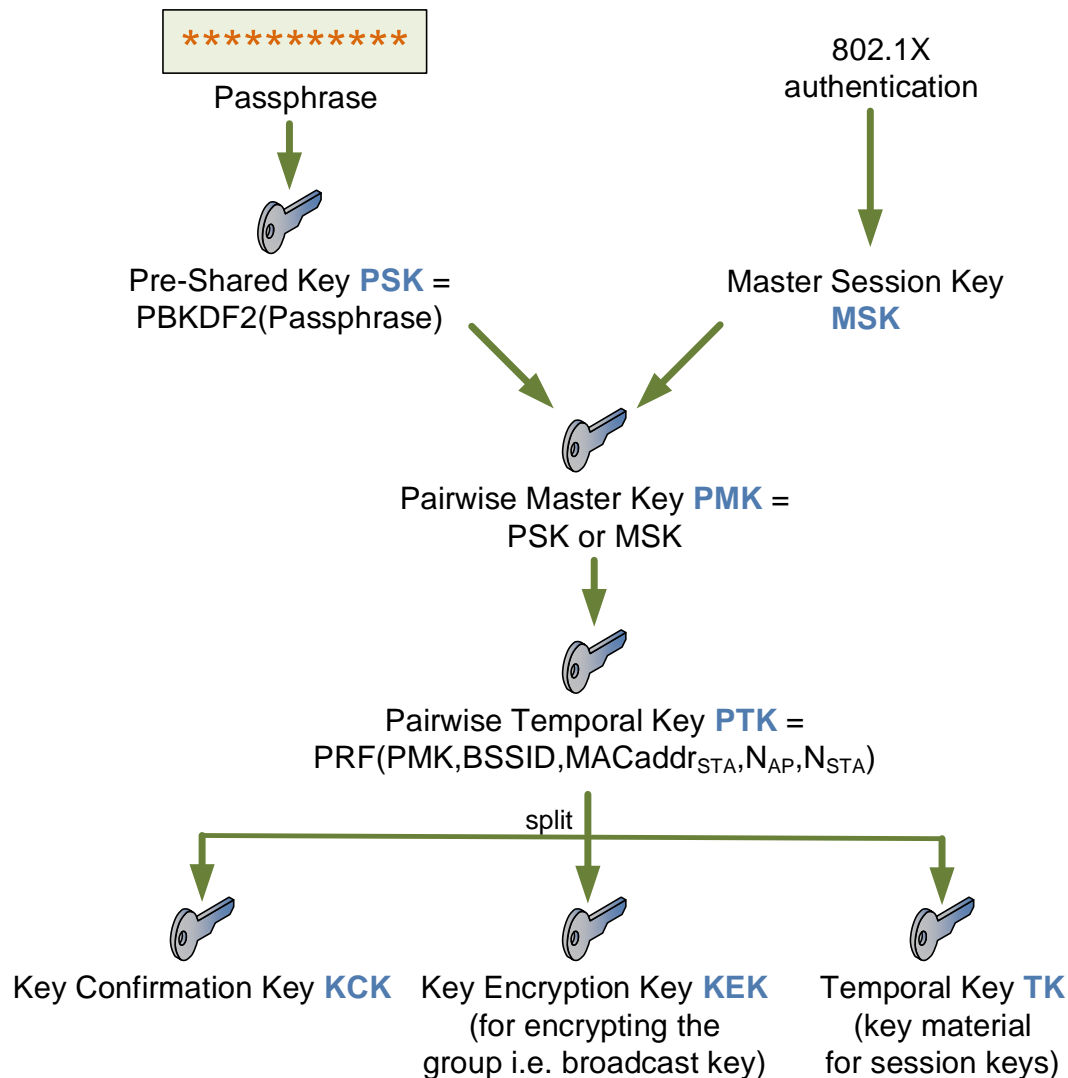 ***********
Passphrase
802.1X
authentication
Pre-Shared Key PSK =
PBKDF2(Passphrase)
Master Session Key
MSK
Pairwise Master Key PMK =
PSK or MSK
Pairwise Temporal Key PTK =
PRF(PMK,BSSID,MACaddrSTA,NAP,NSTA)
split
Key Confirmation Key KCK
Key Encryption Key KEK
(for encrypting the
group i.e. broadcast key)
Temporal Key TK
(key material
for session keys)